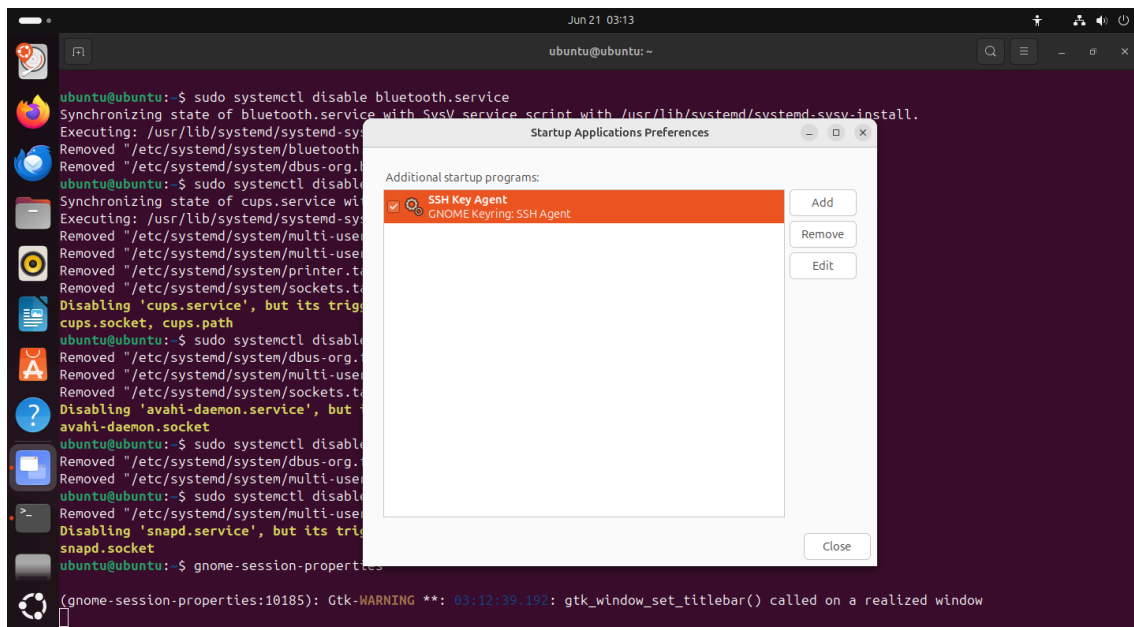 Jun 21 03:13
ubuntu@ubuntu: ~
ubuntu@ubuntu:~$ sudo systemctl disable bluetooth.service
Synchronizing state of bluetooth.service with SysV service script with /usr/lib/systemd/systemd-sysv-install.
Executing: /usr/lib/systemd/systemd-sys
Removed "/etc/systemd/system/bluetooth
Removed "/etc/systemd/system/dbus-org.
ubuntu@ubuntu:~$ sudo systemctl disable
Synchronizing state of cups.service wi
Executing: /usr/lib/systemd/systemd-sys
Removed "/etc/systemd/system/multi-use
Removed "/etc/systemd/system/multi-use
Removed "/etc/systemd/system/printer.ta
Removed "/etc/systemd/system/sockets.ta
Disabling 'cups.service', but its trig
cups.socket, cups.path
ubuntu@ubuntu:~$ sudo systemctl disable
Removed "/etc/systemd/system/dbus-org.
Removed "/etc/systemd/system/multi-use
Removed "/etc/systemd/system/sockets.ta
Disabling 'avahi-daemon.service', but
avahi-daemon.socket
ubuntu@ubuntu:~$ sudo systemctl disable
Removed "/etc/systemd/system/dbus-org.
Removed "/etc/systemd/system/multi-use
ubuntu@ubuntu:~$ sudo systemctl disable
Removed "/etc/systemd/system/multi-use
Disabling 'snapd.service', but its trig
snapd.socket
ubuntu@ubuntu:~$ gnome-session-properties
(gnome-session-properties:10185): Gtk-WARNING **: 03:12:39.192: gtk_window_set_titlebar() called on a realized window
Startup Applications Preferences
Additional startup programs:
SSH Key Agent
GNOME Keyring: SSH Agent
Add
Remove
Edit
Close